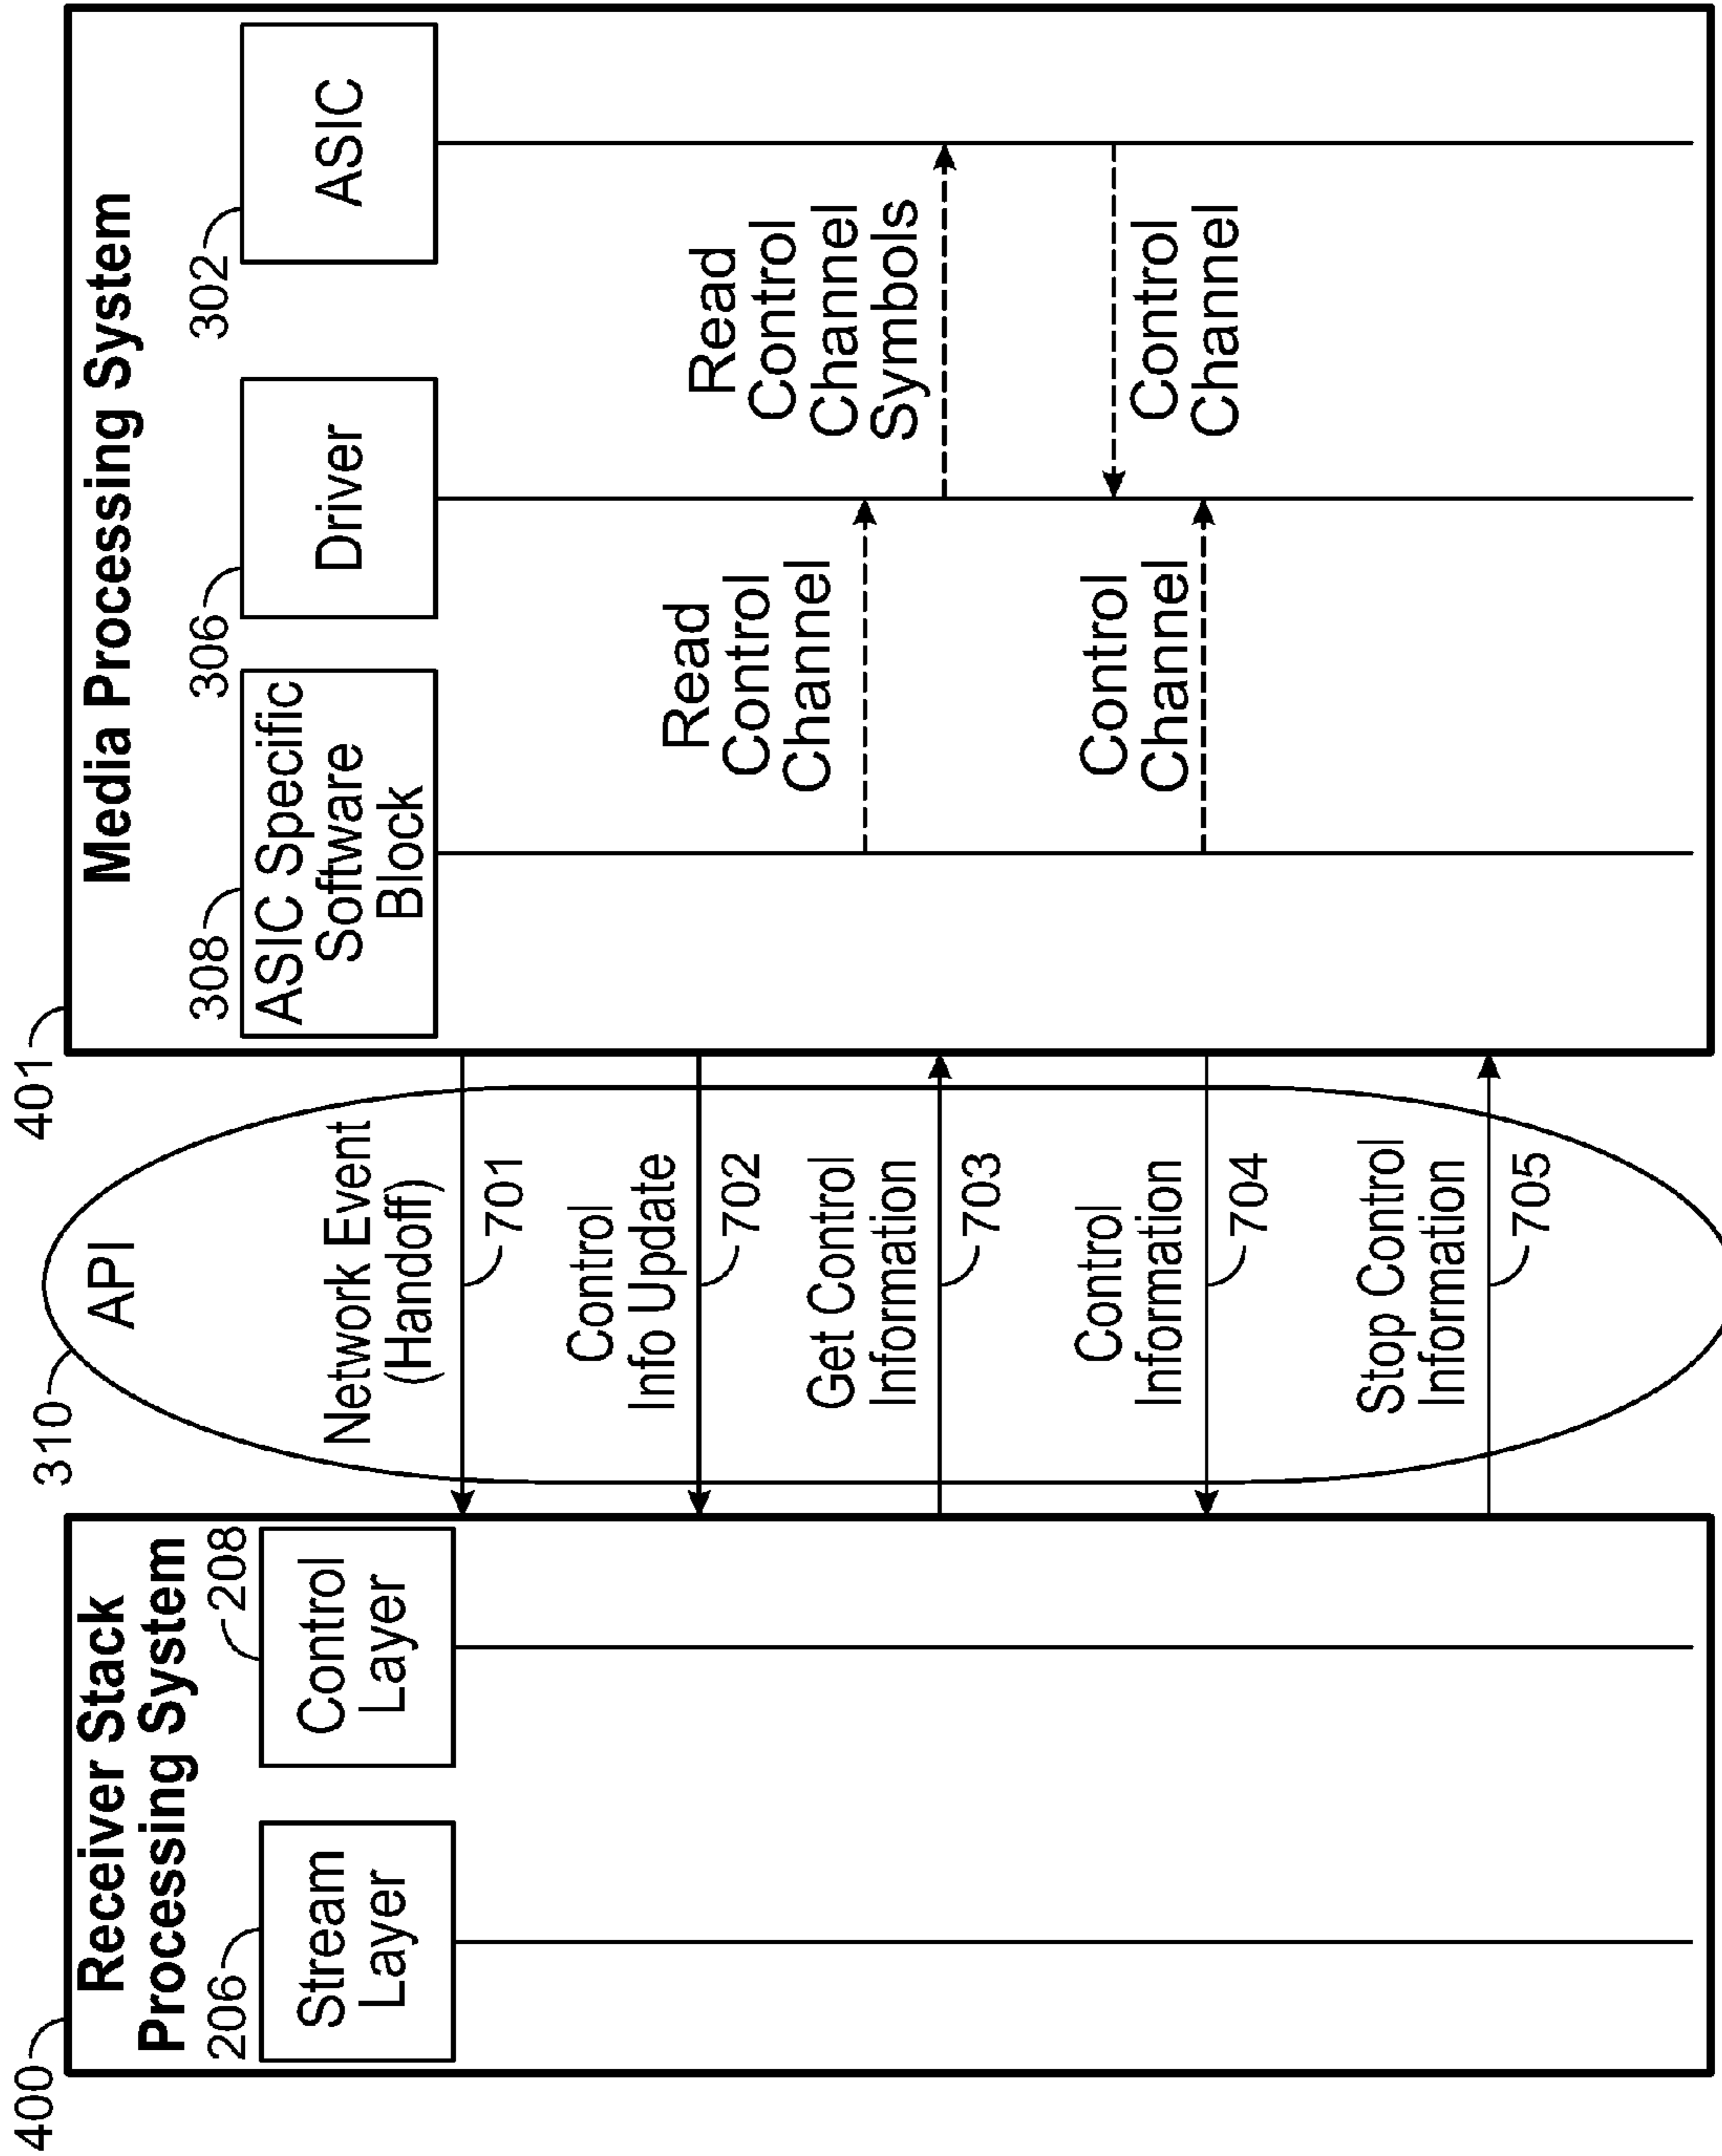 400
Receiver Stack
Processing System
206
Stream
Layer
208
Control
Layer
310
API
Network Event
(Handoff)
701
Control
Info Update
702
Get Control
Information
703
Control
Information
704
Stop Control
Information
705
401
Media Processing System
308
ASIC Specific
Software
Block
306
Driver
302
ASIC
Read
Control
Channel
Read
Control
Channel
Symbols
Control
Channel
Control
Channel